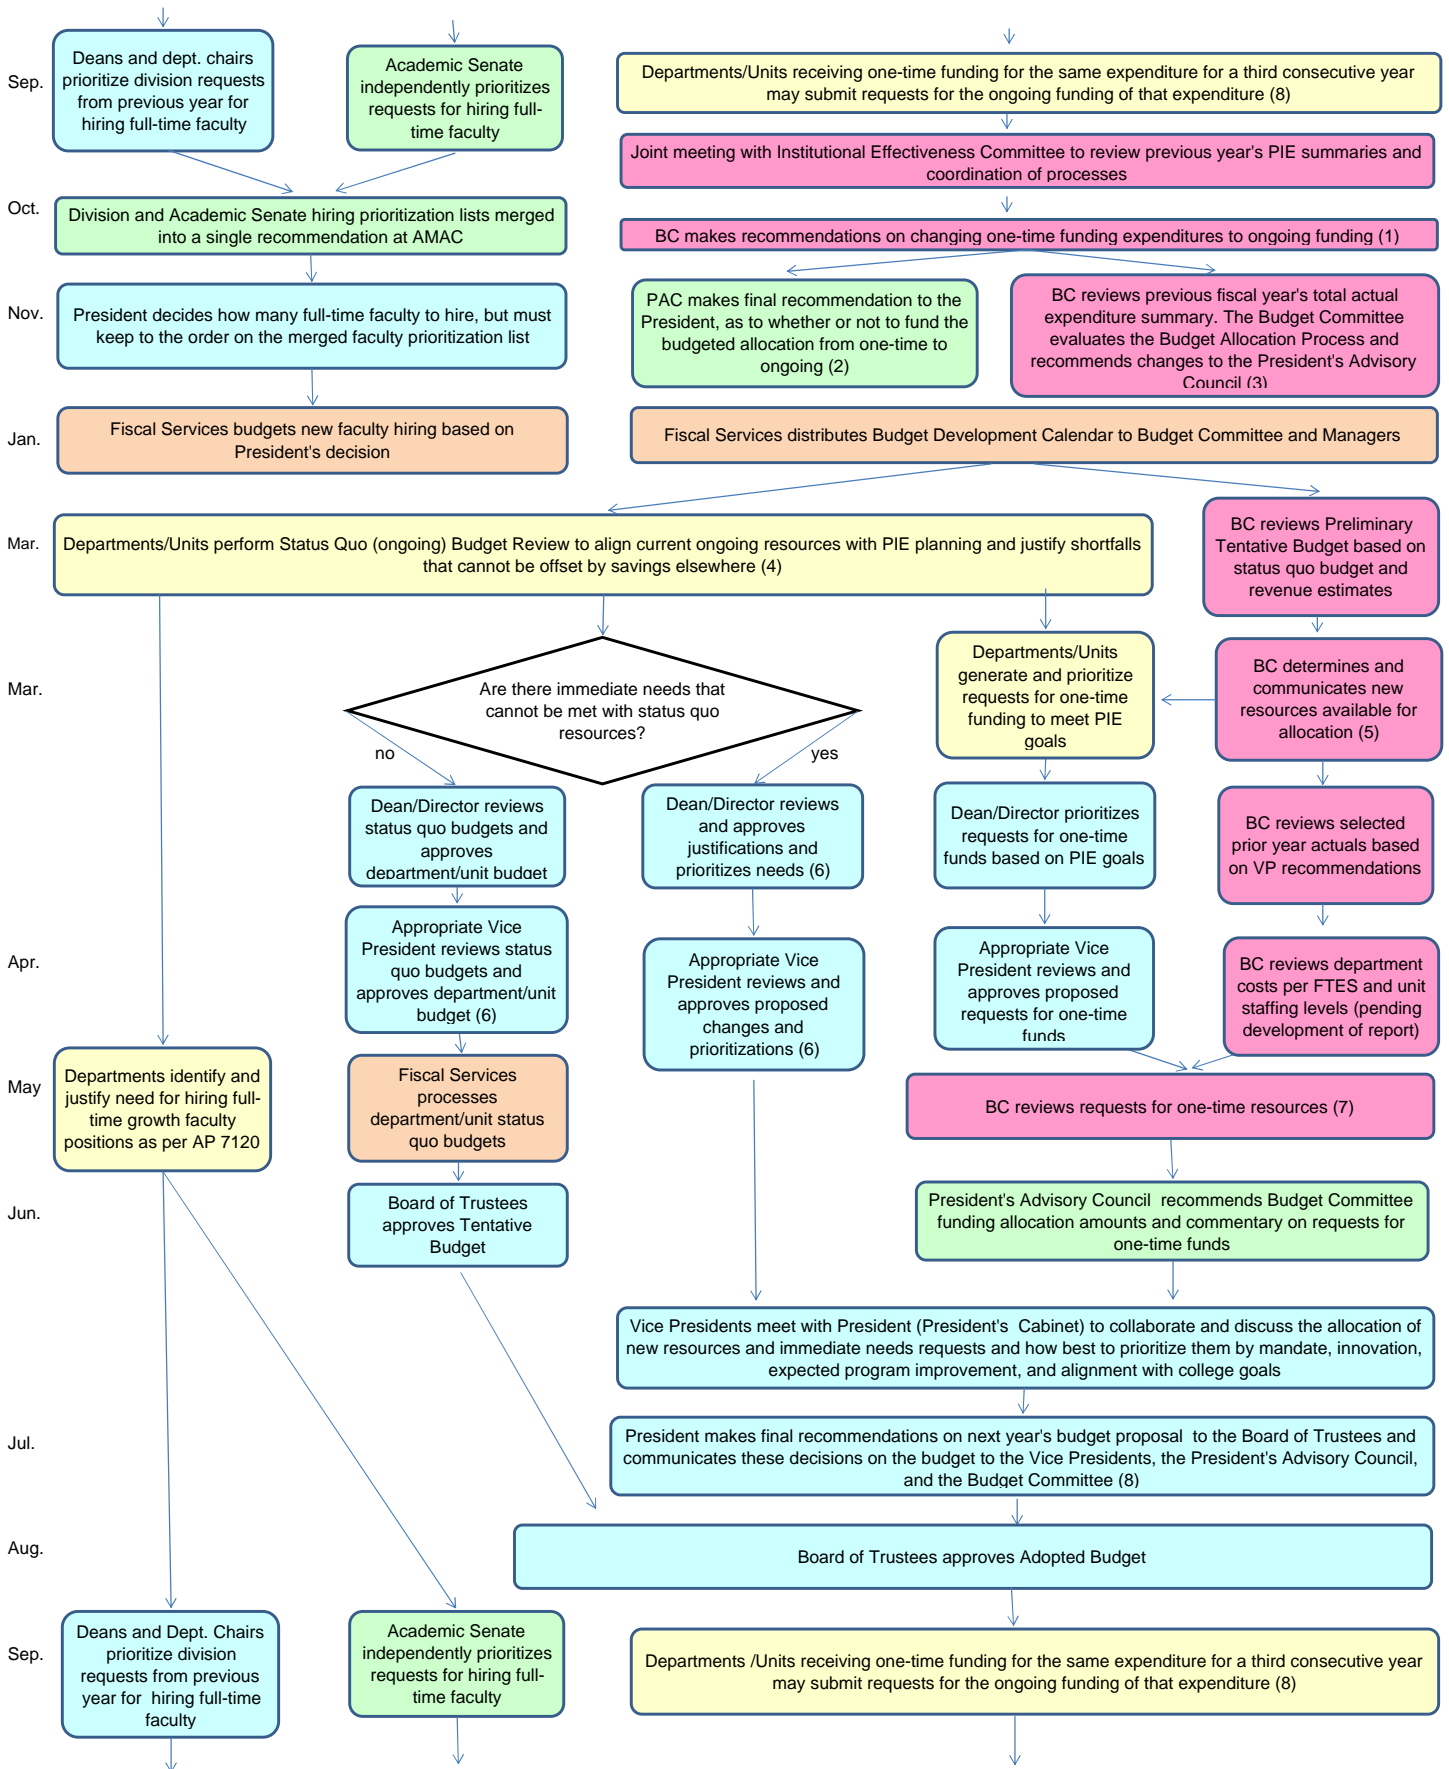 Sep.
Deans and dept. chairs
prioritize division requests
from previous year for
hiring full-time faculty
Academic Senate
independently prioritizes
requests for hiring full-
time faculty
Departments/Units receiving one-time funding for the same expenditure for a third consecutive year
may submit requests for the ongoing funding of that expenditure (8)
Joint meeting with Institutional Effectiveness Committee to review previous year's PIE summaries and
coordination of processes
Oct.
Division and Academic Senate hiring prioritization lists merged
into a single recommendation at AMAC
BC makes recommendations on changing one-time funding expenditures to ongoing funding (1)
Nov.
President decides how many full-time faculty to hire, but must
keep to the order on the merged faculty prioritization list
PAC makes final recommendation to the
President, as to whether or not to fund the
budgeted allocation from one-time to
ongoing (2)
BC reviews previous fiscal year's total actual
expenditure summary. The Budget Committee
evaluates the Budget Allocation Process and
recommends changes to the President's Advisory
Council (3)
Jan.
Fiscal Services budgets new faculty hiring based on
President's decision
Fiscal Services distributes Budget Development Calendar to Budget Committee and Managers
Mar.
Departments/Units perform Status Quo (ongoing) Budget Review to align current ongoing resources with PIE planning and justify shortfalls
that cannot be offset by savings elsewhere (4)
BC reviews Preliminary
Tentative Budget based on
status quo budget and
revenue estimates
Mar.
Are there immediate needs that
cannot be met with status quo
resources?
no
yes
Departments/Units
generate and prioritize
requests for one-time
funding to meet PIE
goals
BC determines and
communicates new
resources available for
allocation (5)
Dean/Director reviews
status quo budgets and
approves
department/unit budget
Dean/Director reviews
and approves
justifications and
prioritizes needs (6)
Dean/Director prioritizes
requests for one-time
funds based on PIE goals
BC reviews selected
prior year actuals based
on VP recommendations
Apr.
Appropriate Vice
President reviews status
quo budgets and
approves department/unit
budget (6)
Appropriate Vice
President reviews and
approves proposed
changes and
prioritizations (6)
Appropriate Vice
President reviews and
approves proposed
requests for one-time
funds
BC reviews department
costs per FTES and unit
staffing levels (pending
development of report)
May
Departments identify and
justify need for hiring full-
time growth faculty
positions as per AP 7120
Fiscal Services
processes
department/unit status
quo budgets
BC reviews requests for one-time resources (7)
Jun.
Board of Trustees
approves Tentative
Budget
President's Advisory Council  recommends Budget Committee
funding allocation amounts and commentary on requests for
one-time funds
Vice Presidents meet with President (President's  Cabinet) to collaborate and discuss the allocation of
new resources and immediate needs requests and how best to prioritize them by mandate, innovation,
expected program improvement, and alignment with college goals
Jul.
President makes final recommendations on next year's budget proposal  to the Board of Trustees and
communicates these decisions on the budget to the Vice Presidents, the President's Advisory Council,
and the Budget Committee (8)
Aug.
Board of Trustees approves Adopted Budget
Sep.
Deans and Dept. Chairs
prioritize division
requests from previous
year for  hiring full-time
faculty
Academic Senate
independently prioritizes
requests for hiring full-
time faculty
Departments /Units receiving one-time funding for the same expenditure for a third consecutive year
may submit requests for the ongoing funding of that expenditure (8)